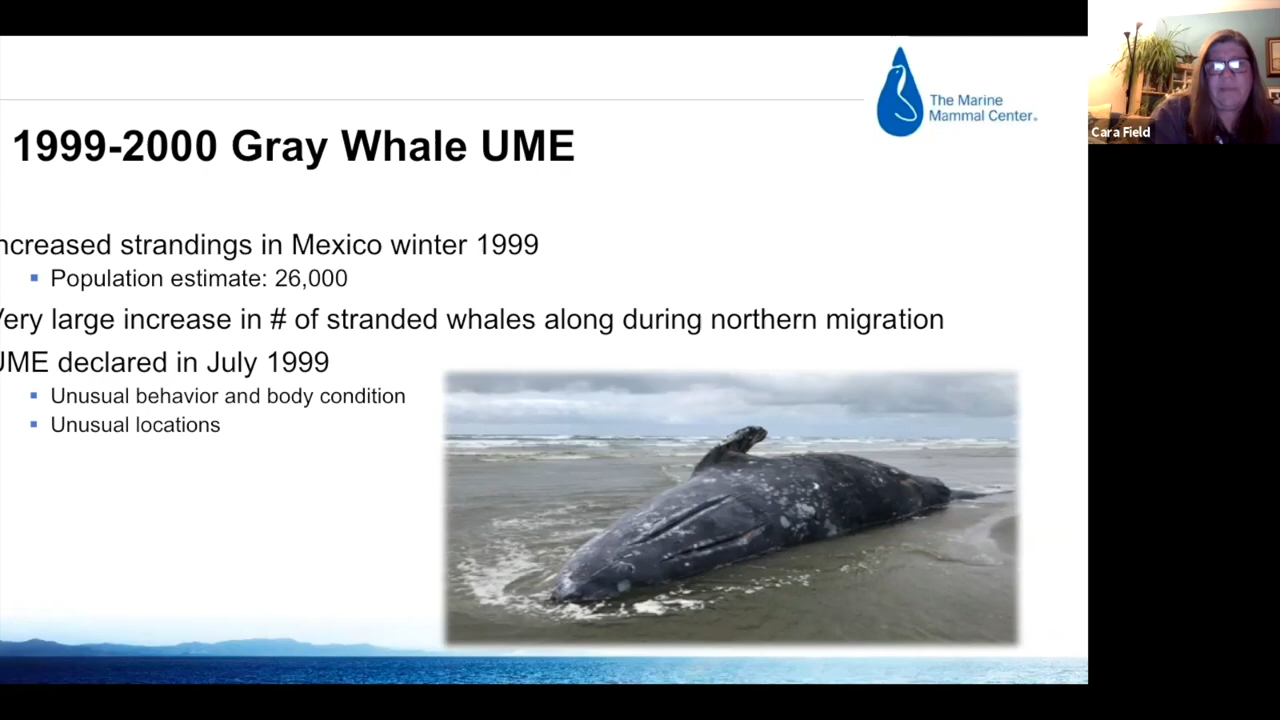 The Marine
Mammal Center®
Cara Field
1999-2000 Gray Whale UME
ncreased strandings in Mexico winter 1999
▪ Population estimate: 26,000
Very large increase in # of stranded whales along during northern migration
UME declared in July 1999
▪ Unusual behavior and body condition
▪ Unusual locations